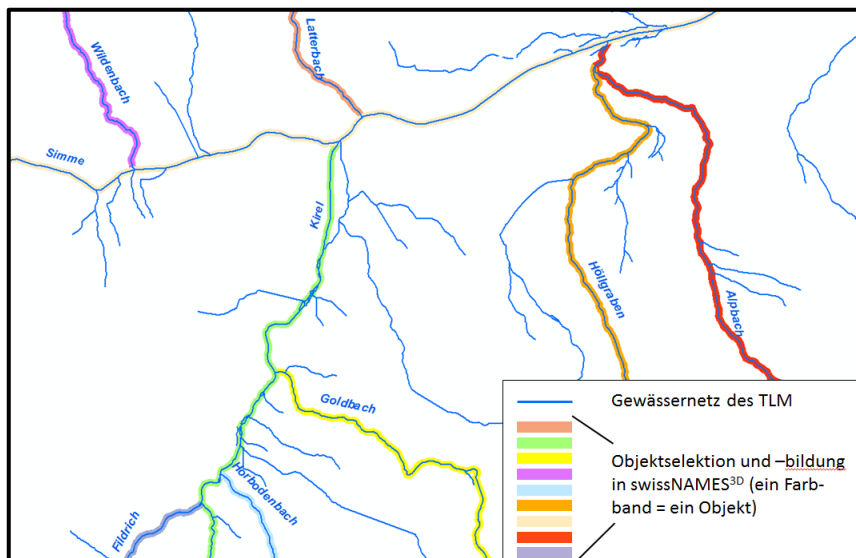 Wildenbach
Latterbach
Simme
Kirel
Höllgraben
Alpbach
Goldbach
Horbodenbach
Fildrich
Gewässernetz des TLM
Objektselektion und –bildung
in swissNAMES3D (ein Farb-
band = ein Objekt)